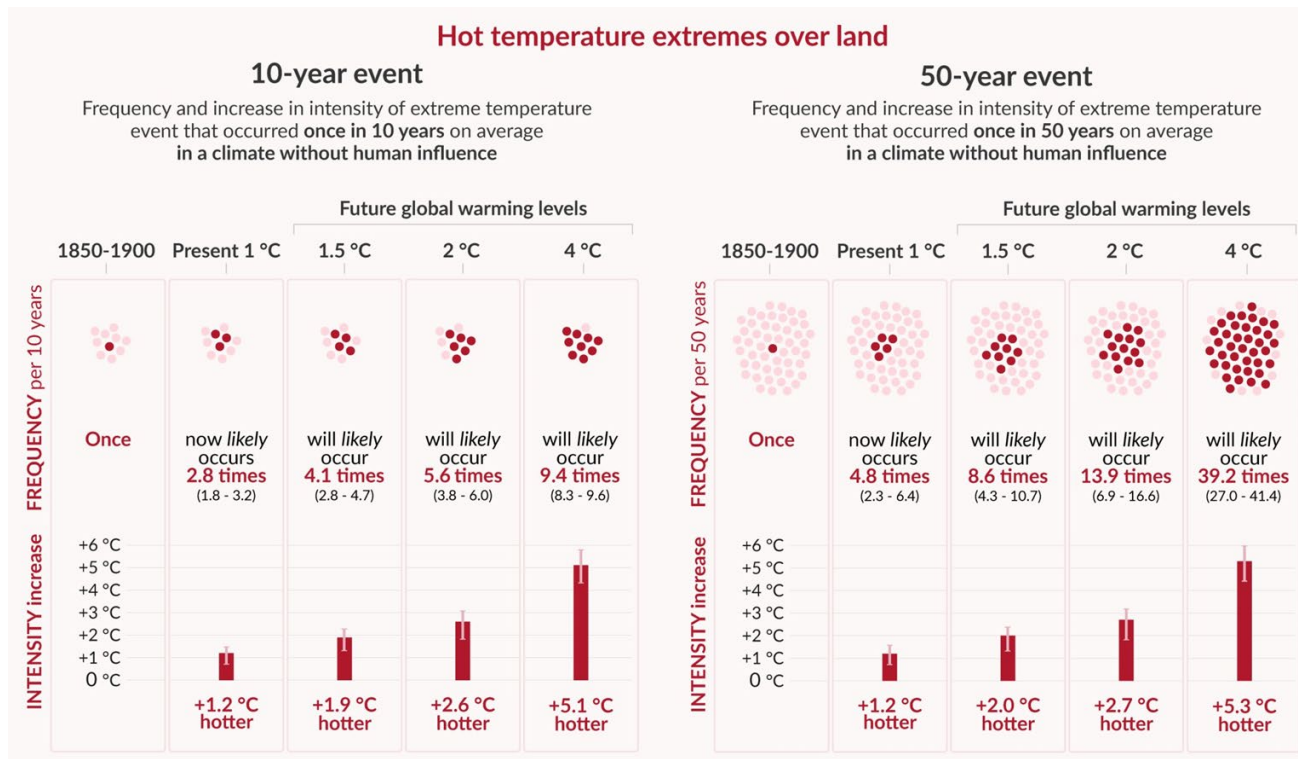 Hot temperature extremes over land
10-year event
Frequency and increase in intensity of extreme temperature
event that occurred once in 10 years on average
in a climate without human influence
Future global warming levels
1850-1900 Present 1 °C 1.5 °C 2 °C 4 °C
FREQUENCY per 10 years
Once
now likely
occurs
2.8 times
(1.8 - 3.2)
will likely
occur
4.1 times
(2.8 - 4.7)
will likely
occur
5.6 times
(3.8 - 6.0)
will likely
occur
9.4 times
(8.3 - 9.6)
INTENSITY increase
+6 °C
+5 °C
+4 °C
+3 °C
+2 °C
+1 °C
0 °C
+1.2 °C
hotter
+1.9 °C
hotter
+2.6 °C
hotter
+5.1 °C
hotter
50-year event
Frequency and increase in intensity of extreme temperature
event that occurred once in 50 years on average
in a climate without human influence
Future global warming levels
1850-1900 Present 1 °C 1.5 °C 2 °C 4 °C
FREQUENCY per 50 years
Once
now likely
occurs
4.8 times
(2.3 - 6.4)
will likely
occur
8.6 times
(4.3 - 10.7)
will likely
occur
13.9 times
(6.9 - 16.6)
will likely
occur
39.2 times
(27.0 - 41.4)
INTENSITY increase
+6 °C
+5 °C
+4 °C
+3 °C
+2 °C
+1 °C
0 °C
+1.2 °C
hotter
+2.0 °C
hotter
+2.7 °C
hotter
+5.3 °C
hotter